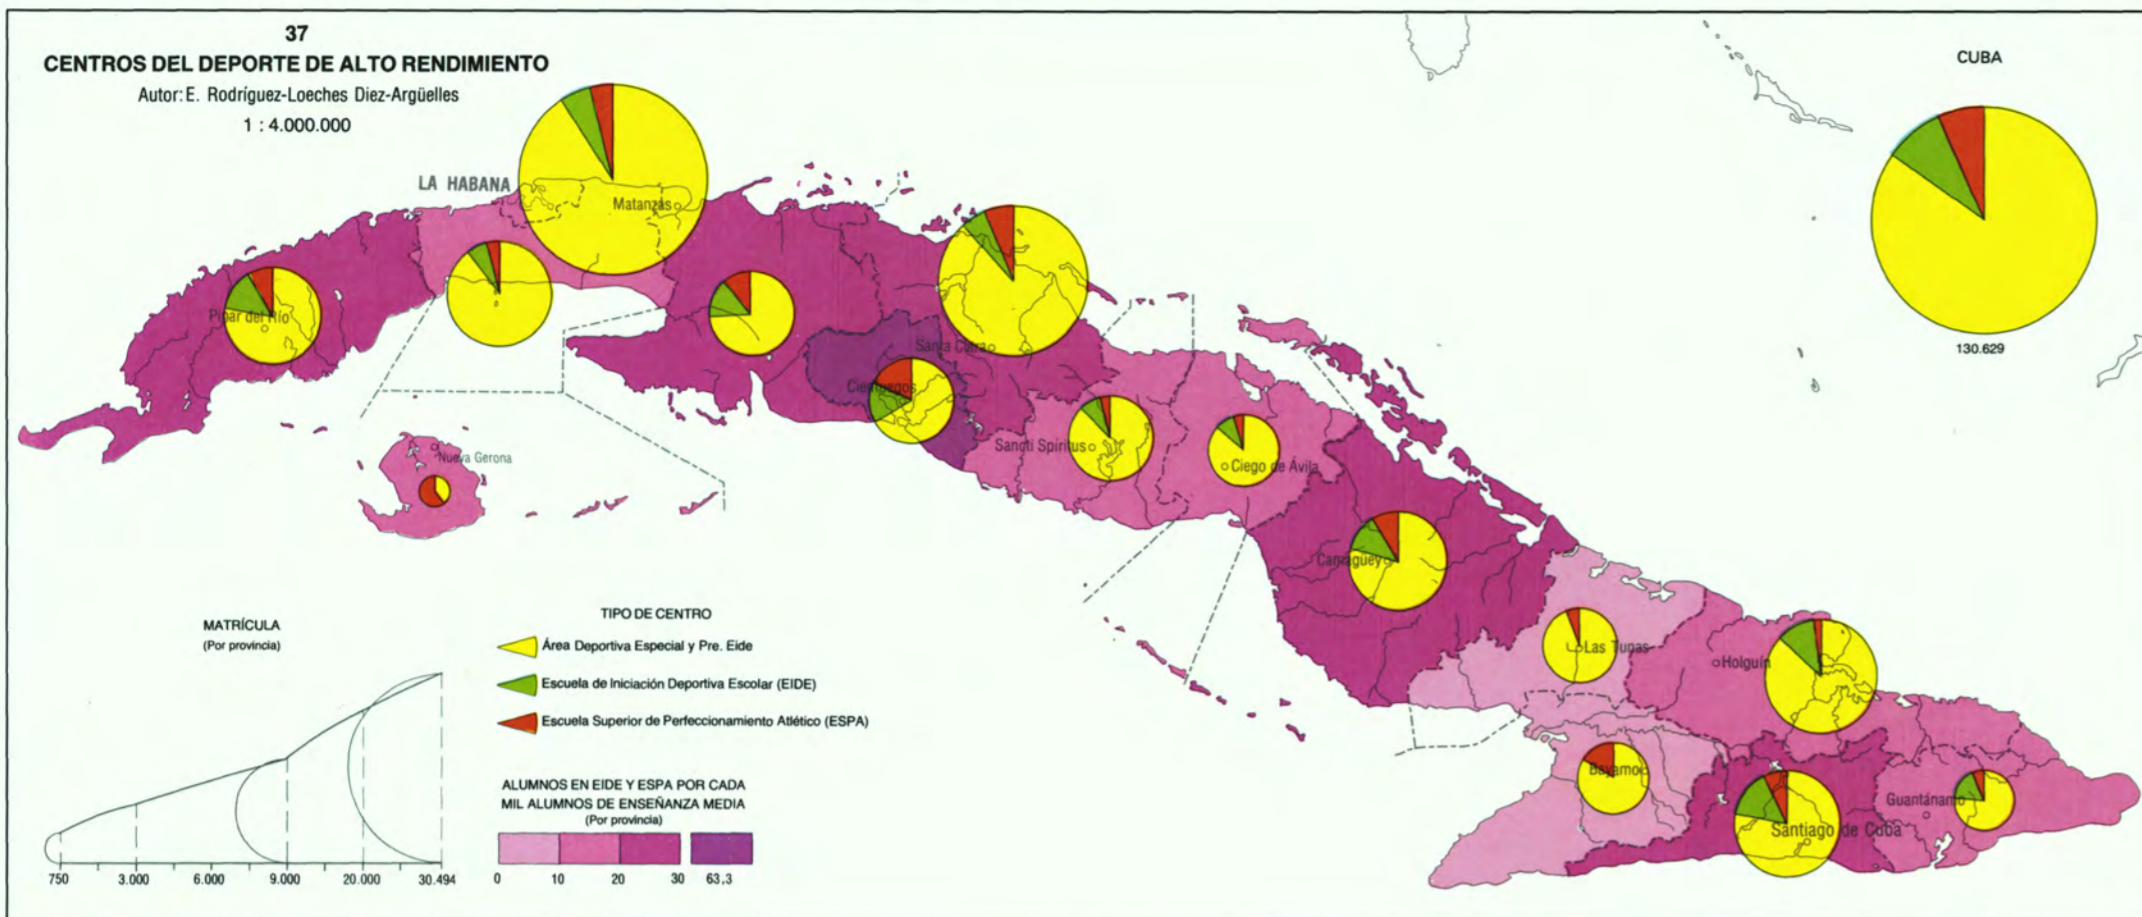 37
CENTROS DEL DEPORTE DE ALTO RENDIMIENTO
Autor: E. Rodríguez-Loeches Diez-Argüelles
1 : 4.000.000
CUBA
130.629
LA HABANA
Matanzas
Pinar del Río
Santa Clara
Cienfuegos
Nueva Gerona
Sancti Spíritus
Ciego de Ávila
Camagüey
Las Tunas
Holguín
Bayamo
Guantánamo
Santiago de Cuba
MATRÍCULA
(Por provincia)
750 3.000 6.000 9.000 20.000 30.494
TIPO DE CENTRO
Área Deportiva Especial y Pre. Eide
Escuela de Iniciación Deportiva Escolar (EIDE)
Escuela Superior de Perfeccionamiento Atlético (ESPA)
ALUMNOS EN EIDE Y ESPA POR CADA
MIL ALUMNOS DE ENSEÑANZA MEDIA
(Por provincia)
0 10 20 30 63,3